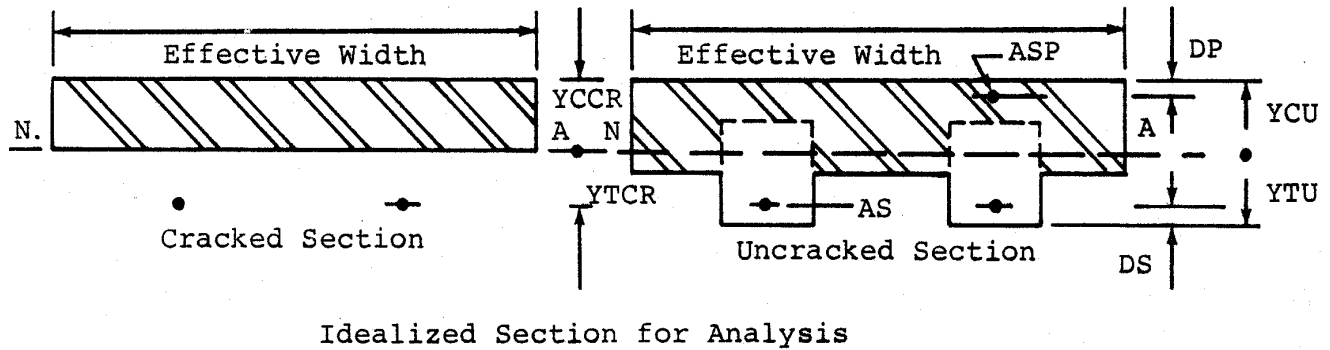 Effective Width
Effective Width
ASP
DP
YCCR
YCU
N.
A
N
A
YTCR
AS
YTU
Cracked Section
Uncracked Section
DS
Idealized Section for Analysis